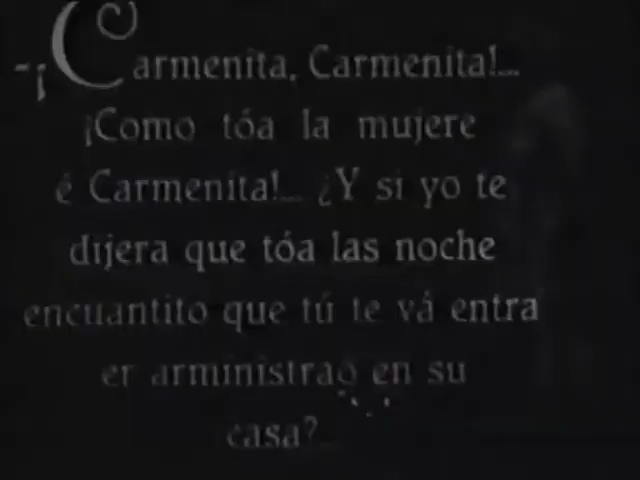 -¡Carmenita, Carmenita!...
¡Como tóa la mujere
é Carmenita!... ¿Y si yo te
dijera que tóa las noche
encuantito que tú te vá entra
er arministrao en su
casa?...